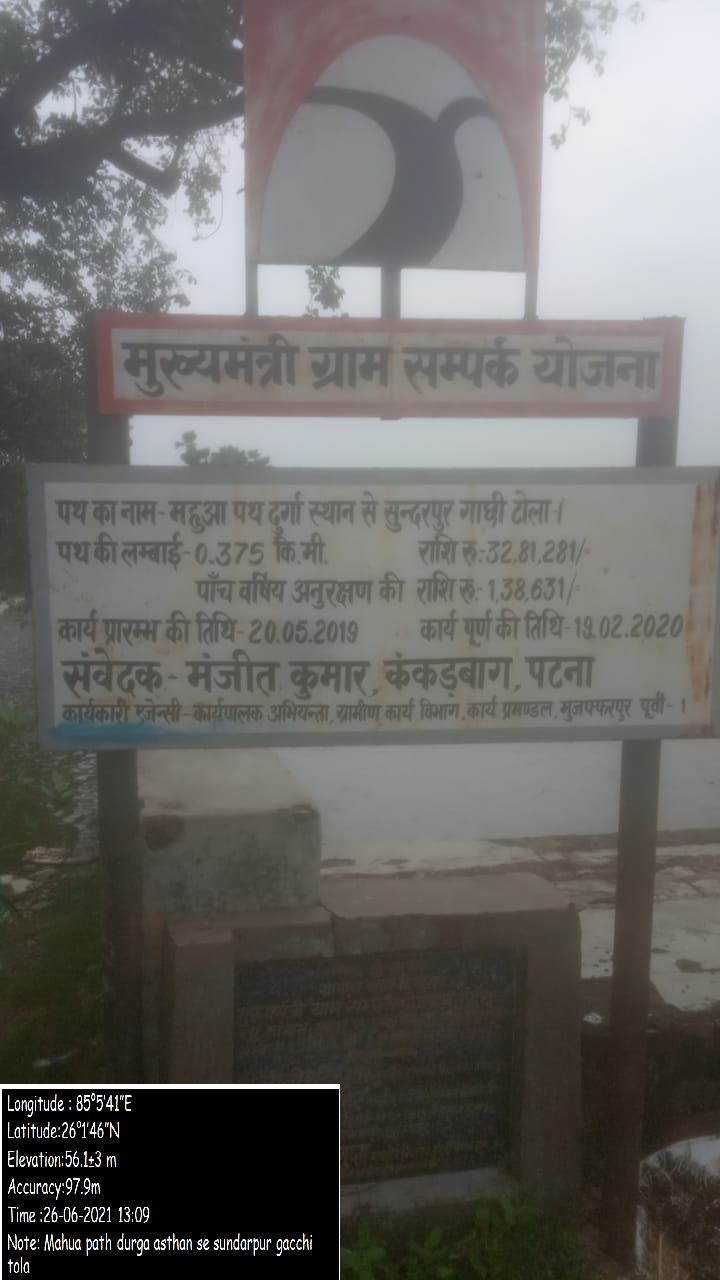 मुख्यमंत्री ग्राम सम्पर्क योजना
पथ का नाम- महुआ पथ दुर्गा स्थान से सुन्दरपुर गाछी टोला।
पथ की लम्बाई-0.375 कि.मी. राशि रू.-32,81,281/-
पाँच वर्षिय अनुरक्षण की राशि रू.-1,38,631/-
कार्य प्रारम्भ की तिथि-20.05.2019 कार्य पूर्ण की तिथि-19.02.2020
संवेदक- मंजीत कुमार, कंकड़बाग, पटना
कार्यकारी एजेन्सी-कार्यपालक अभियन्ता, ग्रामीण कार्य विभाग, कार्य प्रमण्डल, मुजफ्फरपुर पूर्वी-1
Longitude : 85°5'41"E
Latitude:26°1'46"N
Elevation:56.1±3 m
Accuracy:97.9m
Time :26-06-2021 13:09
Note: Mahua path durga asthan se sundarpur gacchi
tola